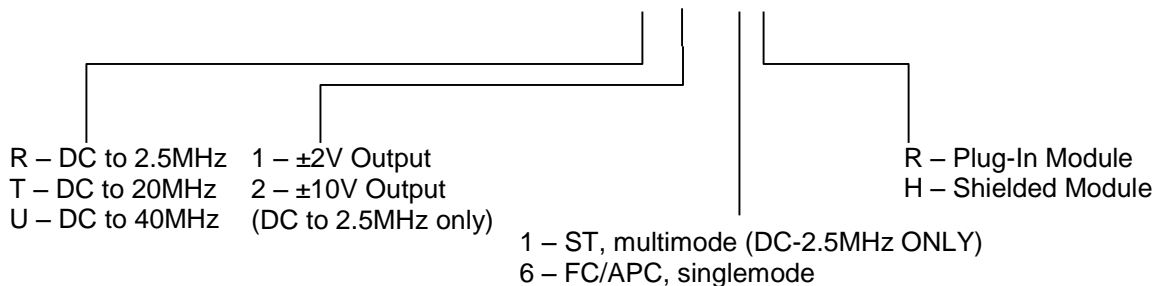 R – DC to 2.5MHz
T – DC to 20MHz
U – DC to 40MHz
1 – ±2V Output
2 – ±10V Output
(DC to 2.5MHz only)
1 – ST, multimode (DC-2.5MHz ONLY)
6 – FC/APC, singlemode
R – Plug-In Module
H – Shielded Module